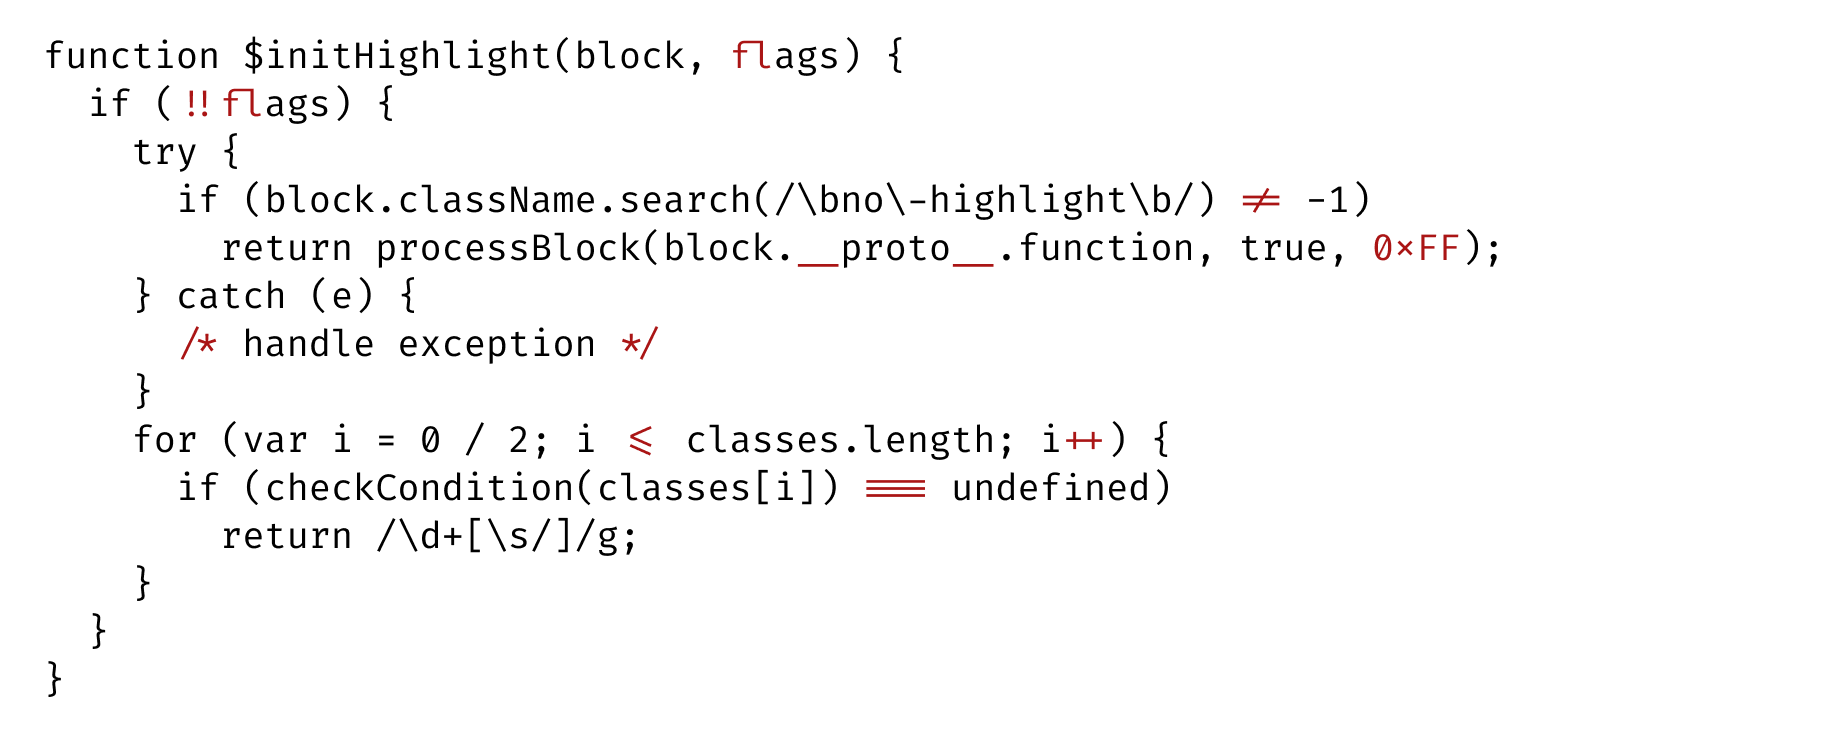 function $initHighlight(block, flags) {
  if (!!flags) {
    try {
      if (block.className.search(/\bno\-highlight\b/) != -1)
        return processBlock(block.__proto__.function, true, 0xFF);
    } catch (e) {
      /* handle exception */
    }
    for (var i = 0 / 2; i <= classes.length; i++) {
      if (checkCondition(classes[i]) === undefined)
        return /\d+[\s/]/g;
    }
  }
}